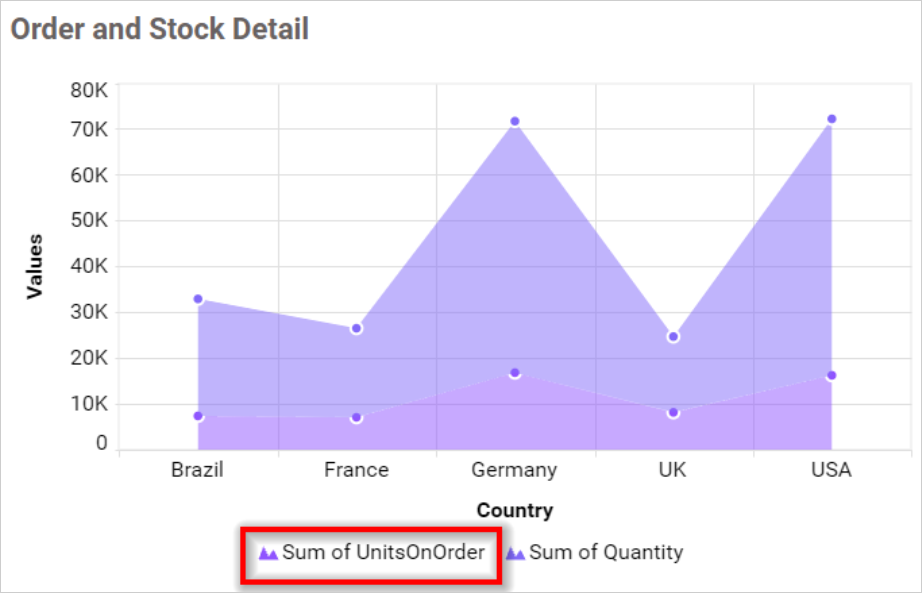 Order and Stock Detail
80K
70K
60K
50K
40K
30K
20K
10K
0
Values
Brazil France Germany UK USA
Country
Sum of UnitsOnOrder Sum of Quantity